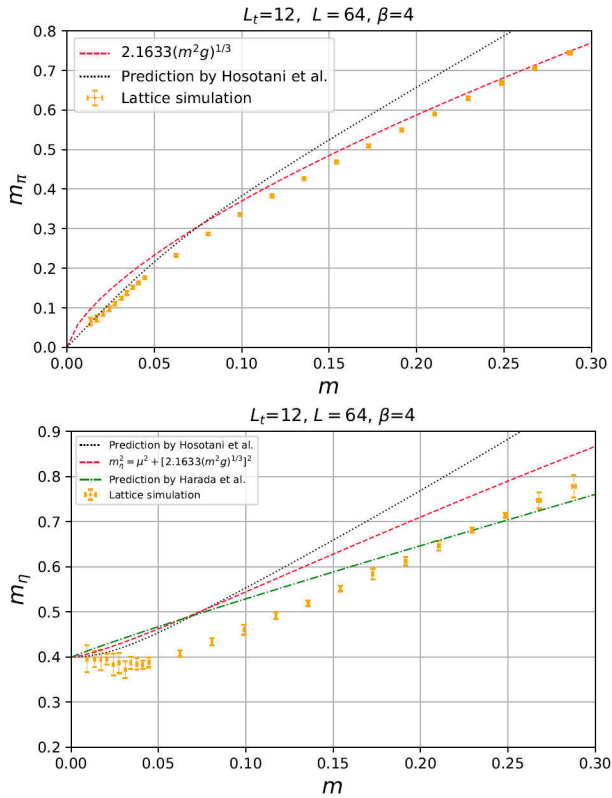 L_t=12, L = 64, β=4
0.8
0.7
0.6
0.5
0.4
0.3
0.2
0.1
0.0
m_π
2.1633(m²g)^{1/3}
Prediction by Hosotani et al.
Lattice simulation
0.00 0.05 0.10 0.15 0.20 0.25 0.30
m
L_t=12, L = 64, β=4
0.9
0.8
0.7
0.6
0.5
0.4
0.3
0.2
m_η
Prediction by Hosotani et al.
m_η² = μ² + [2.1633(m²g)^{1/3}]²
Prediction by Harada et al.
Lattice simulation
0.00 0.05 0.10 0.15 0.20 0.25 0.30
m